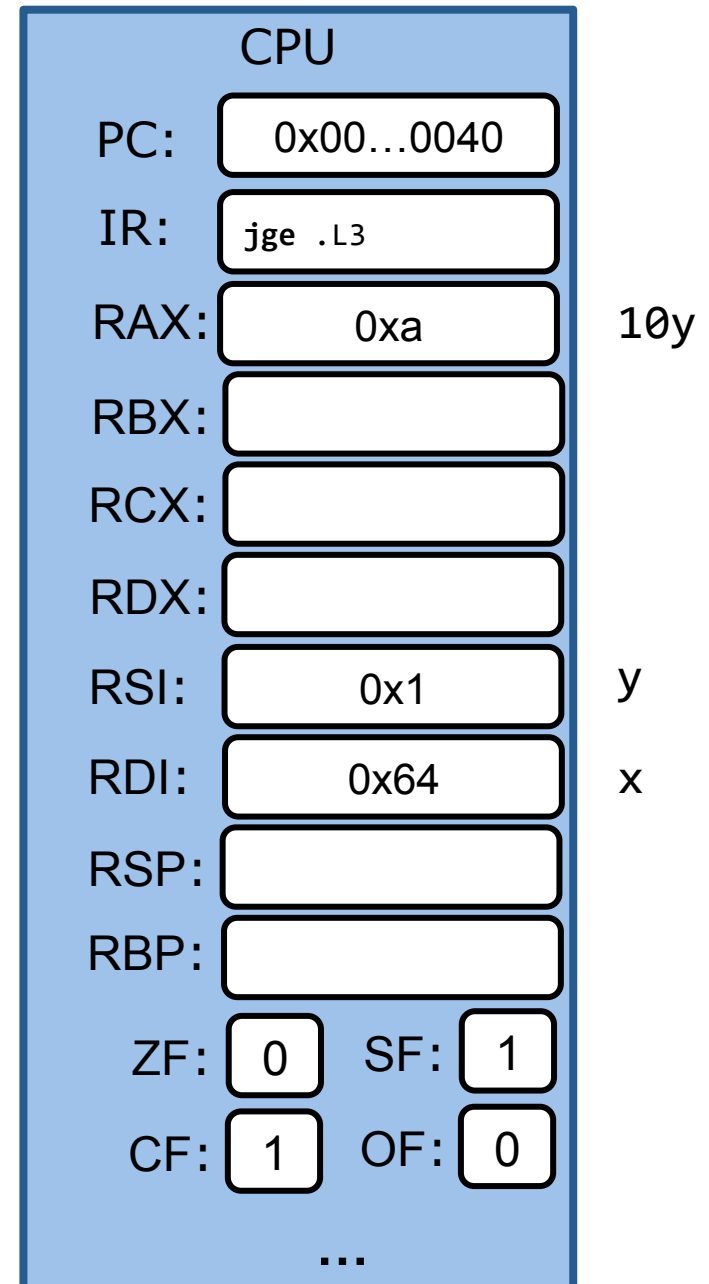 CPU
PC: 0x00...0040
IR: jge .L3
RAX: 0xa 10y
RBX:
RCX:
RDX:
RSI: 0x1 y
RDI: 0x64 x
RSP:
RBP:
ZF: 0 SF: 1
CF: 1 OF: 0
...